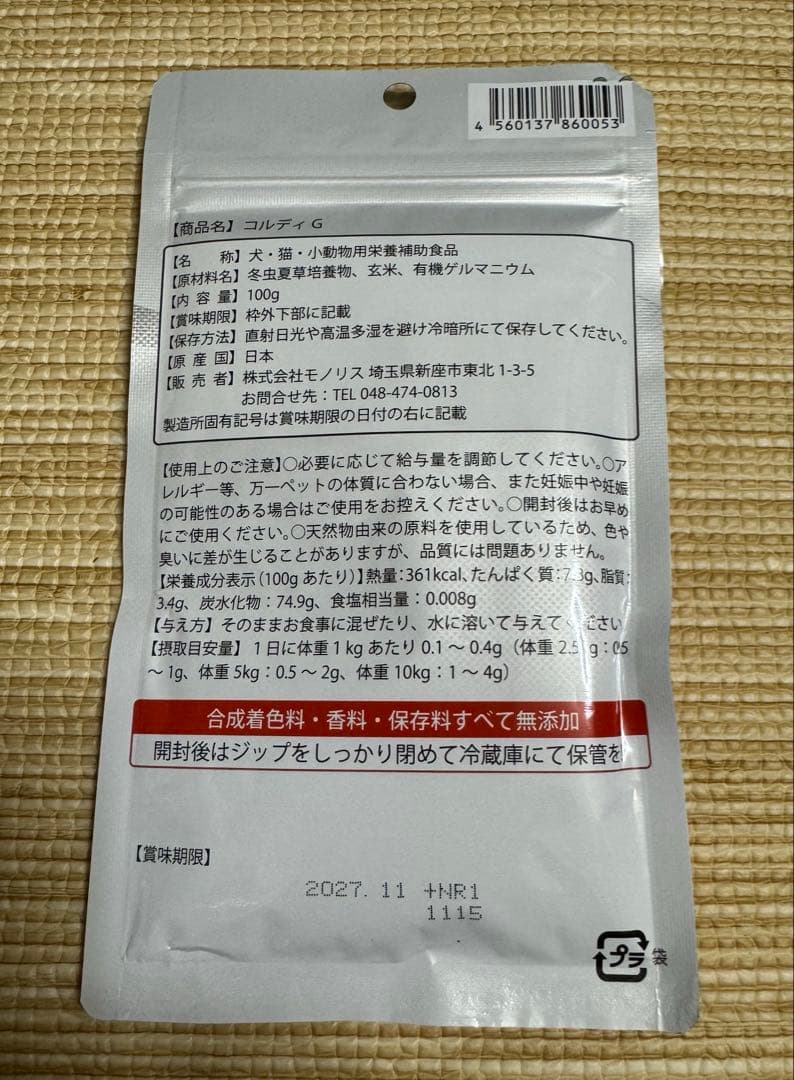 4 560137 860053
【商品名】 コルディ G
【名　　称】 犬・猫・小動物用栄養補助食品
【原材料名】 冬虫夏草培養物、玄米、有機ゲルマニウム
【内 容 量】 100g
【賞味期限】 枠外下部に記載
【保存方法】 直射日光や高温多湿を避け冷暗所にて保存してください。
【原 産 国】 日本
【販 売 者】 株式会社モノリス 埼玉県新座市東北 1-3-5
お問合せ先：TEL 048-474-0813
製造所固有記号は賞味期限の日付の右に記載
【使用上のご注意】○必要に応じて給与量を調節してください。○ア
レルギー等、万一ペットの体質に合わない場合、また妊娠中や妊娠
の可能性のある場合はご使用をお控えください。○開封後はお早め
にご使用ください。○天然物由来の原料を使用しているため、色や
臭いに差が生じることがありますが、品質には問題ありません。
【栄養成分表示（100g あたり）】熱量：361kcal、たんぱく質：7.3g、脂質：
3.4g、炭水化物：74.9g、食塩相当量：0.008g
【与え方】 そのままお食事に混ぜたり、水に溶いて与えてください
【摂取目安量】 1日に体重1kgあたり 0.1～0.4g（体重 2.5kg：0.5
～1g、体重 5kg：0.5～2g、体重 10kg：1～4g）
合成着色料・香料・保存料すべて無添加
開封後はジップをしっかり閉めて冷蔵庫にて保管を
【賞味期限】
2027.11 +NR1
1115
プラ 袋